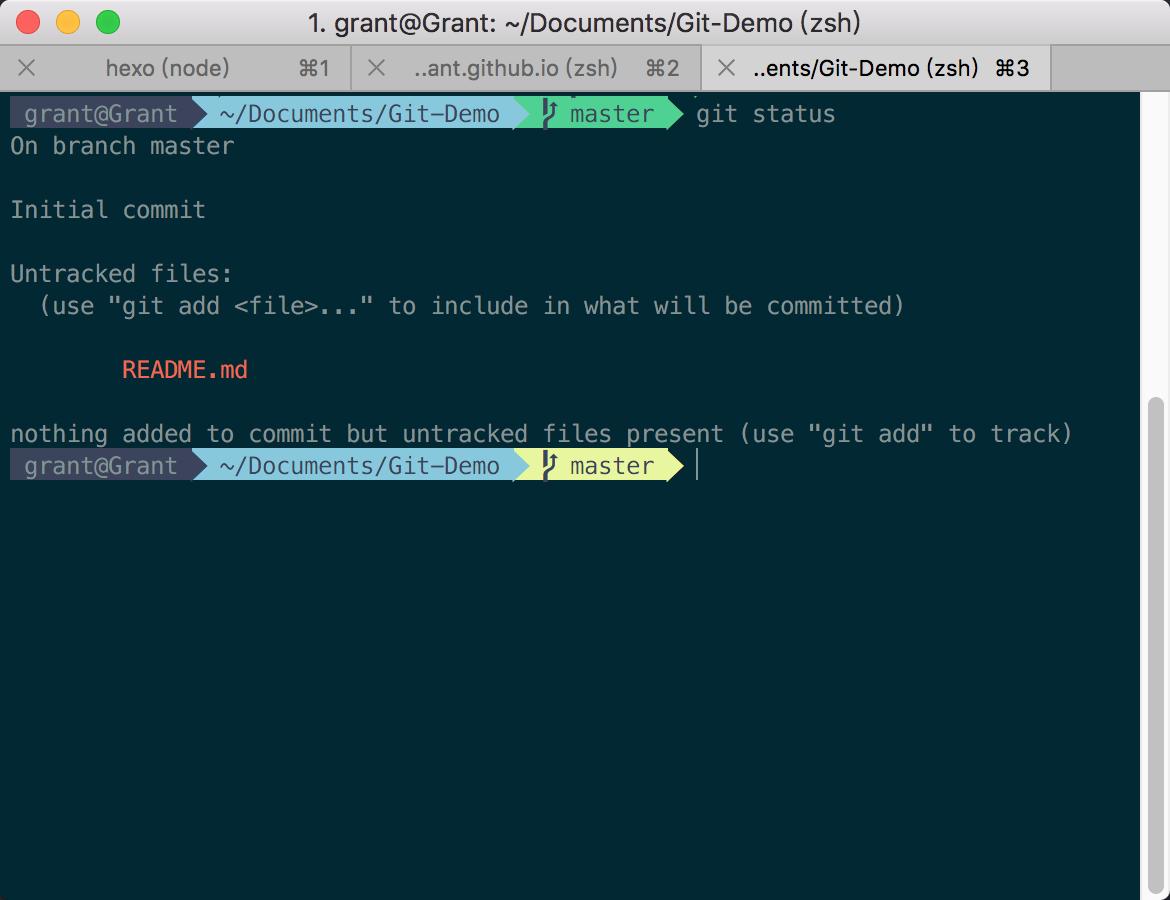 1. grant@Grant: ~/Documents/Git-Demo (zsh)
hexo (node) ⌘1 ..ant.github.io (zsh) ⌘2 ..ents/Git-Demo (zsh) ⌘3
grant@Grant ~/Documents/Git-Demo master git status
On branch master
Initial commit
Untracked files:
(use "git add <file>..." to include in what will be committed)
README.md
nothing added to commit but untracked files present (use "git add" to track)
grant@Grant ~/Documents/Git-Demo master